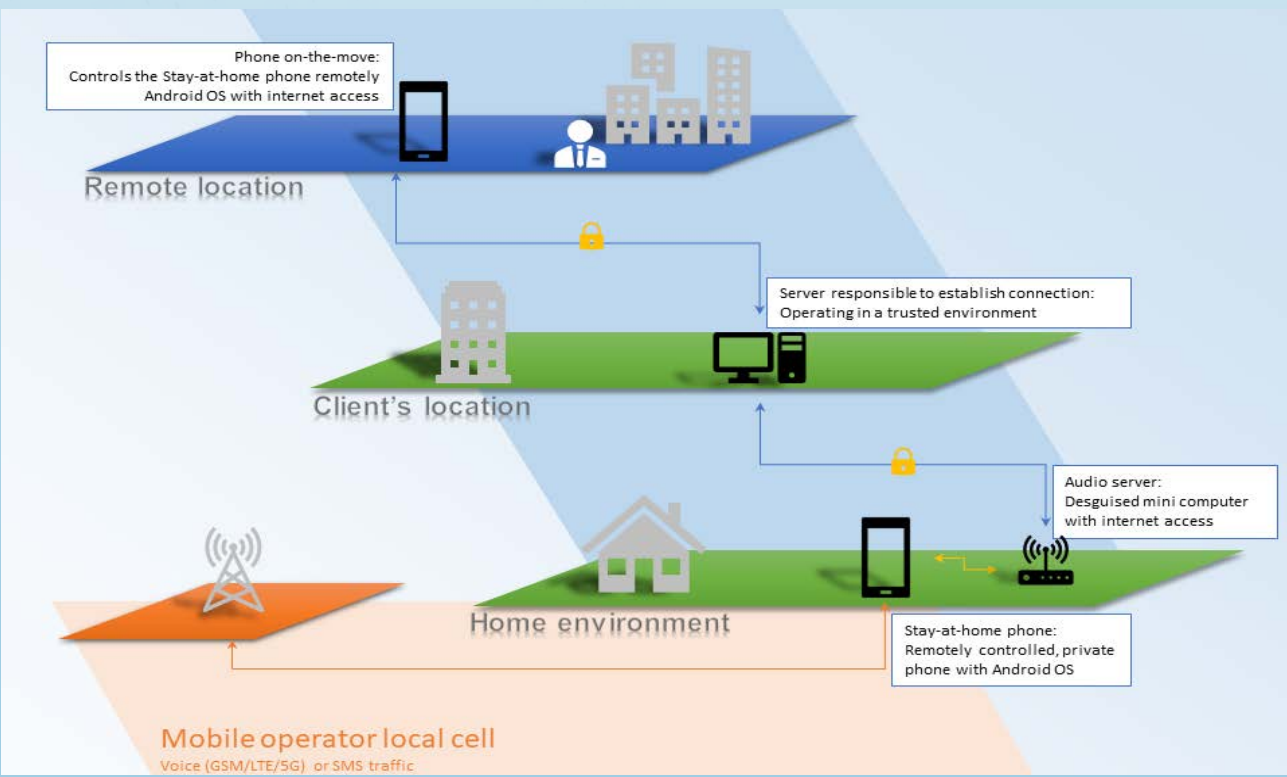 Phone on-the-move:
Controls the Stay-at-home phone remotely
Android OS with internet access
Remote location
Server responsible to establish connection:
Operating in a trusted environment
Client's location
Audio server:
Desguised mini computer
with internet access
Home environment
Stay-at-home phone:
Remotely controlled, private
phone with Android OS
Mobile operator local cell
Voice (GSM/LTE/5G) or SMS traffic